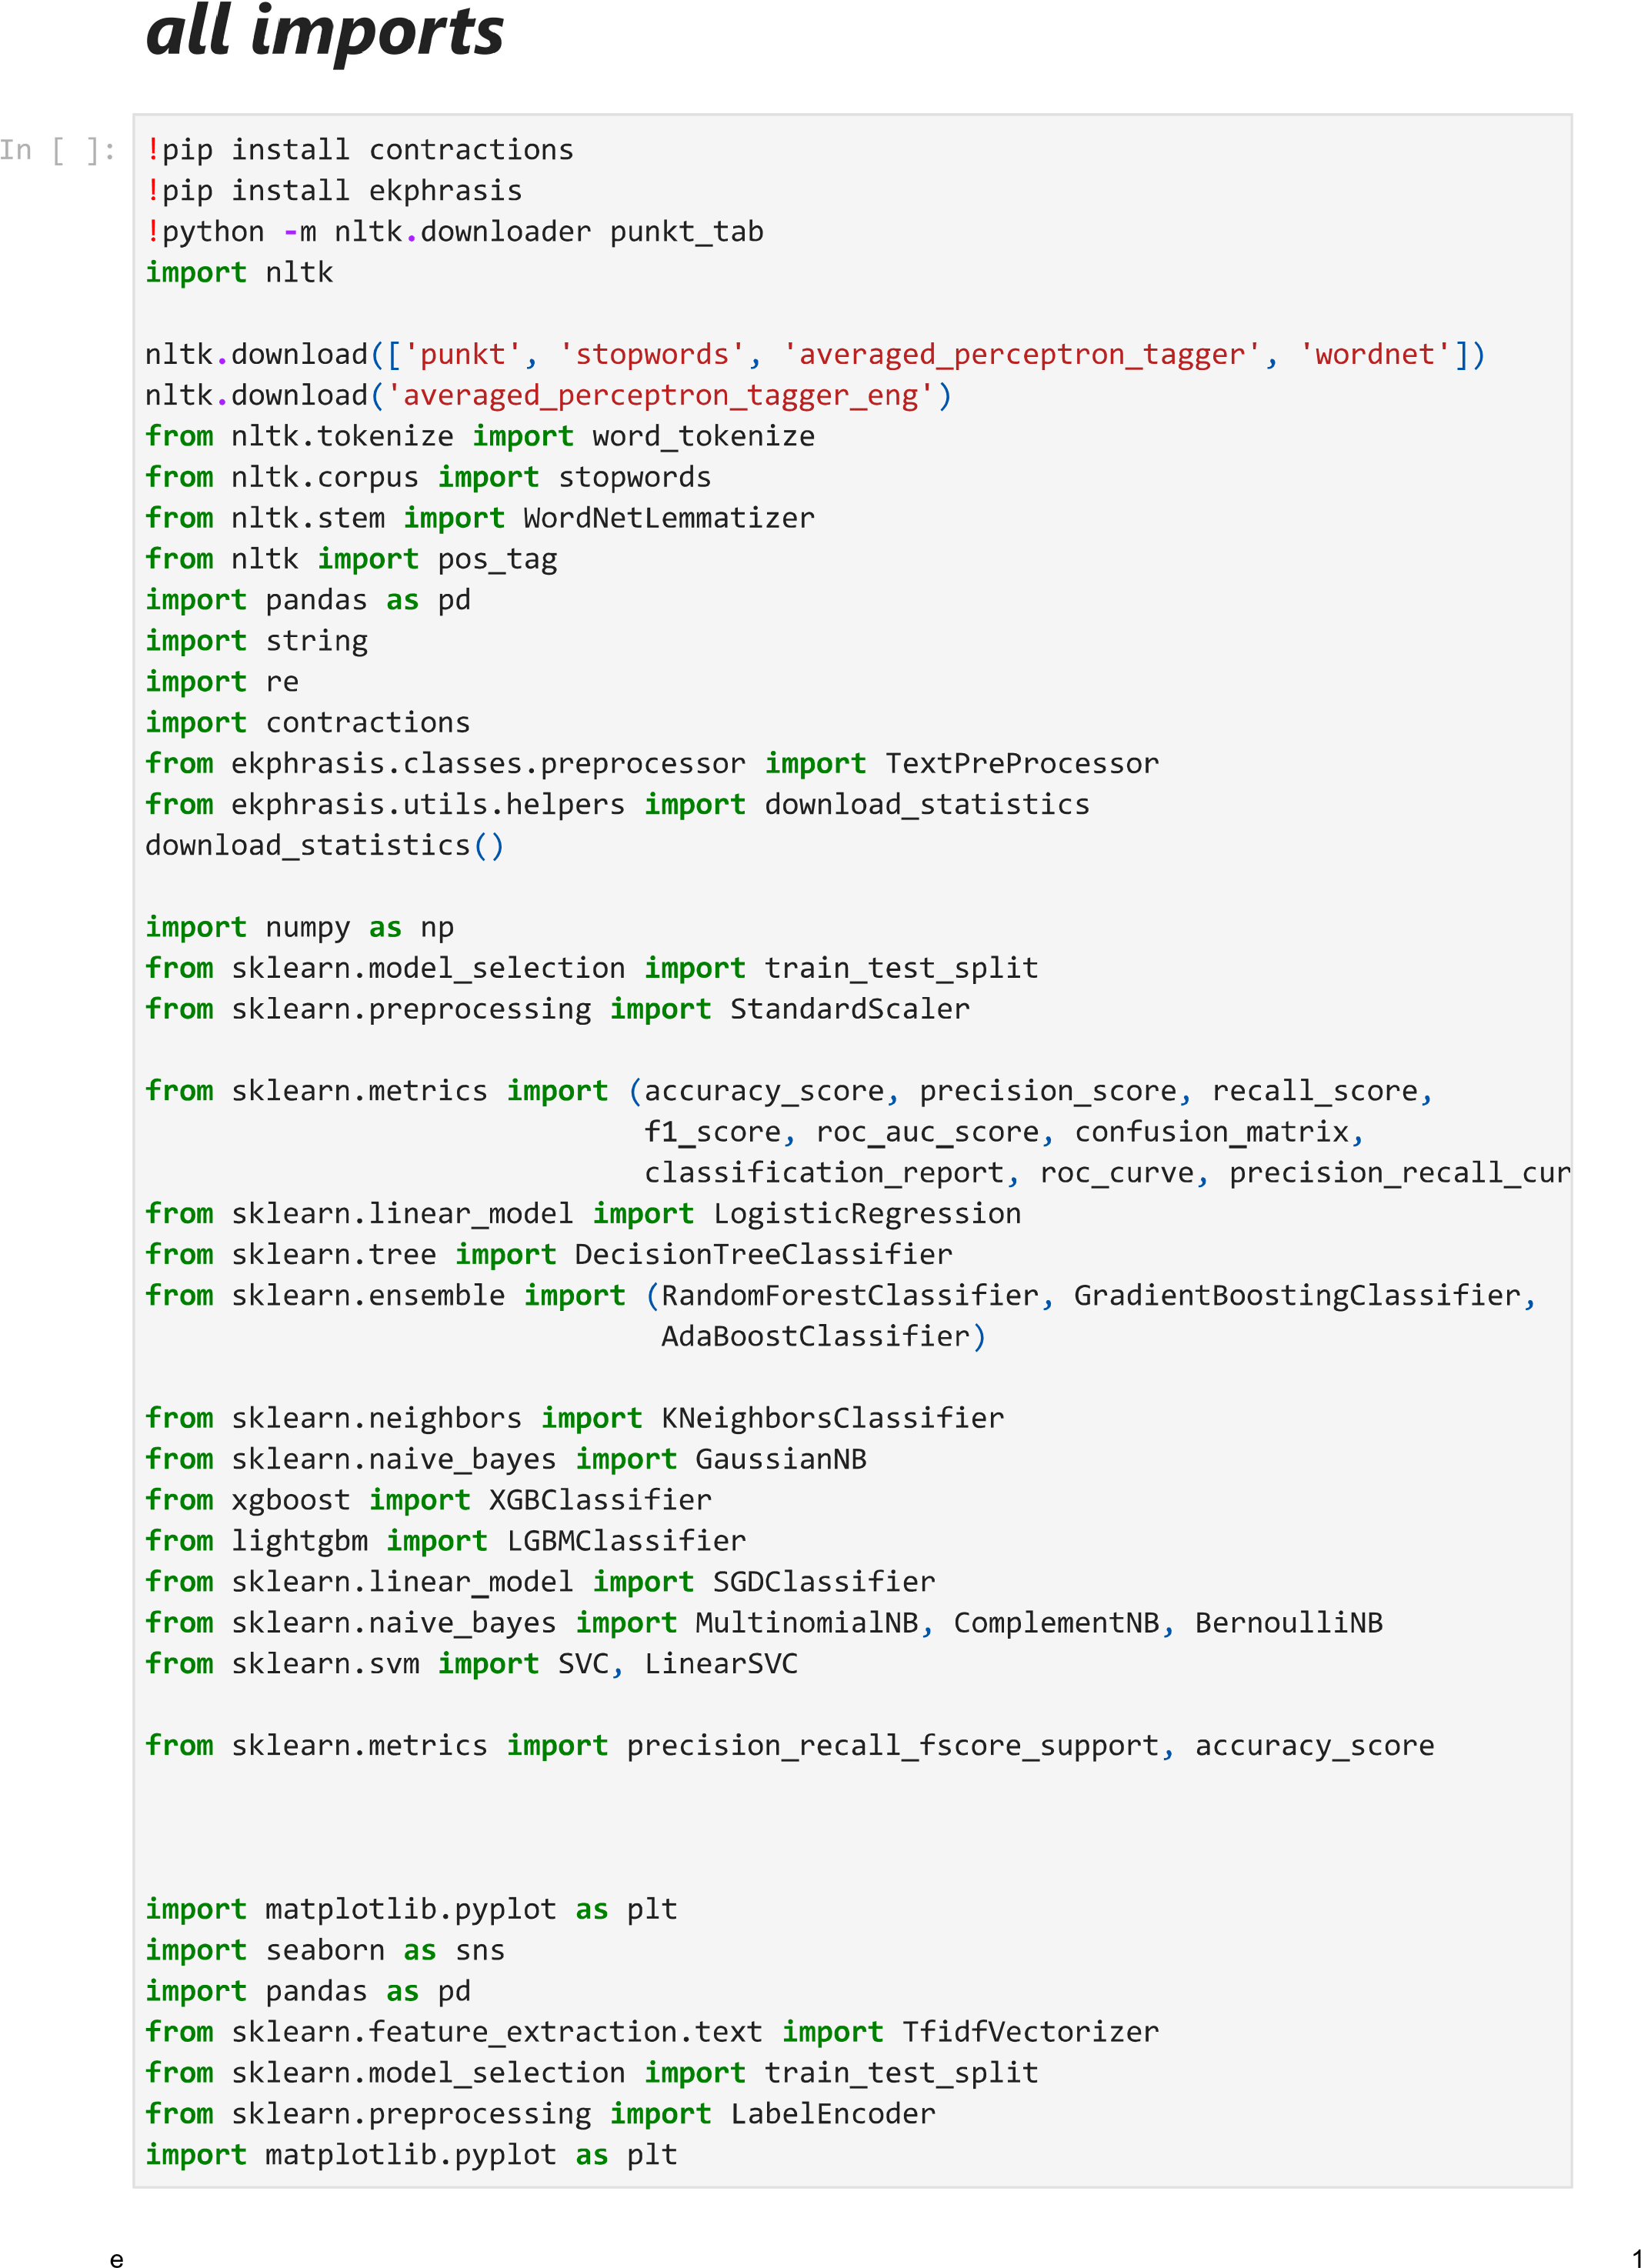 all imports
In [ ]:
!pip install contractions
!pip install ekphrasis
!python -m nltk.downloader punkt_tab
import nltk
nltk.download(['punkt', 'stopwords', 'averaged_perceptron_tagger', 'wordnet'])
nltk.download('averaged_perceptron_tagger_eng')
from nltk.tokenize import word_tokenize
from nltk.corpus import stopwords
from nltk.stem import WordNetLemmatizer
from nltk import pos_tag
import pandas as pd
import string
import re
import contractions
from ekphrasis.classes.preprocessor import TextPreProcessor
from ekphrasis.utils.helpers import download_statistics
download_statistics()
import numpy as np
from sklearn.model_selection import train_test_split
from sklearn.preprocessing import StandardScaler
from sklearn.metrics import (accuracy_score, precision_score, recall_score,
f1_score, roc_auc_score, confusion_matrix,
classification_report, roc_curve, precision_recall_cur
from sklearn.linear_model import LogisticRegression
from sklearn.tree import DecisionTreeClassifier
from sklearn.ensemble import (RandomForestClassifier, GradientBoostingClassifier,
AdaBoostClassifier)
from sklearn.neighbors import KNeighborsClassifier
from sklearn.naive_bayes import GaussianNB
from xgboost import XGBClassifier
from lightgbm import LGBMClassifier
from sklearn.linear_model import SGDClassifier
from sklearn.naive_bayes import MultinomialNB, ComplementNB, BernoulliNB
from sklearn.svm import SVC, LinearSVC
from sklearn.metrics import precision_recall_fscore_support, accuracy_score
import matplotlib.pyplot as plt
import seaborn as sns
import pandas as pd
from sklearn.feature_extraction.text import TfidfVectorizer
from sklearn.model_selection import train_test_split
from sklearn.preprocessing import LabelEncoder
import matplotlib.pyplot as plt
e 1